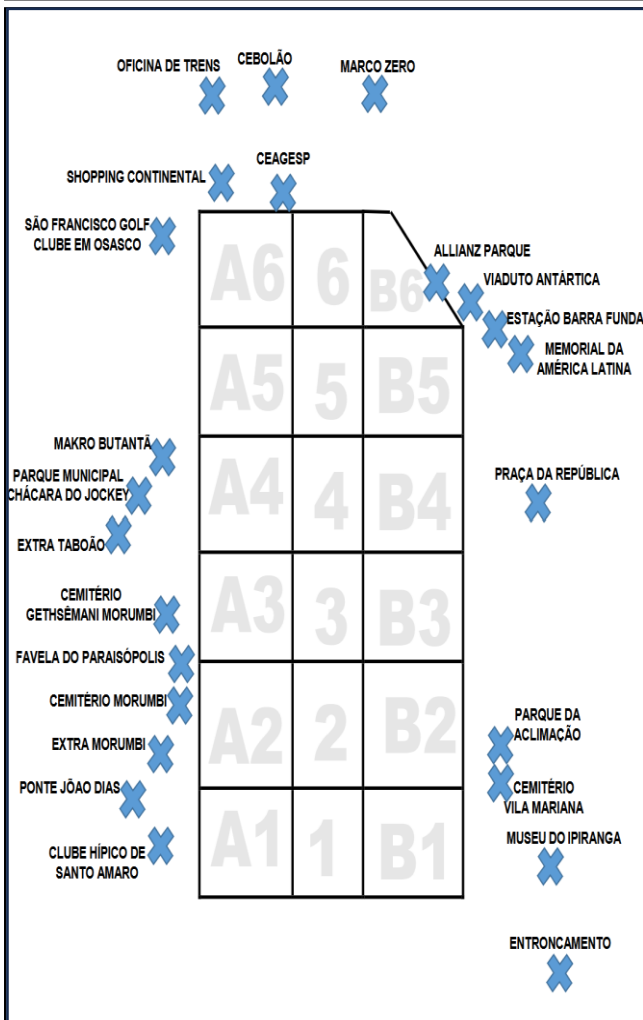 CEBOLÃO
OFICINA DE TRENS
MARCO ZERO
CEAGESP
SHOPPING CONTINENTAL
SÃO FRANCISCO GOLF
CLUBE EM OSASCO
ALLIANZ PARQUE
VIADUTO ANTÁRTICA
ESTAÇÃO BARRA FUNDA
MEMORIAL DA
AMÉRICA LATINA
A6
6
B6
A5
5
B5
MAKRO BUTANTÃ
PARQUE MUNICIPAL
CHÁCARA DO JOCKEY
EXTRA TABOÃO
A4
4
B4
PRAÇA DA REPÚBLICA
CEMITÉRIO
GETHSÊMANI MORUMBI
A3
3
B3
FAVELA DO PARAISÓPOLIS
CEMITÉRIO MORUMBI
EXTRA MORUMBI
A2
2
B2
PARQUE DA
ACLIMAÇÃO
CEMITÉRIO
VILA MARIANA
PONTE JÕAO DIAS
CLUBE HÍPICO DE
SANTO AMARO
A1
1
B1
MUSEU DO IPIRANGA
ENTRONCAMENTO